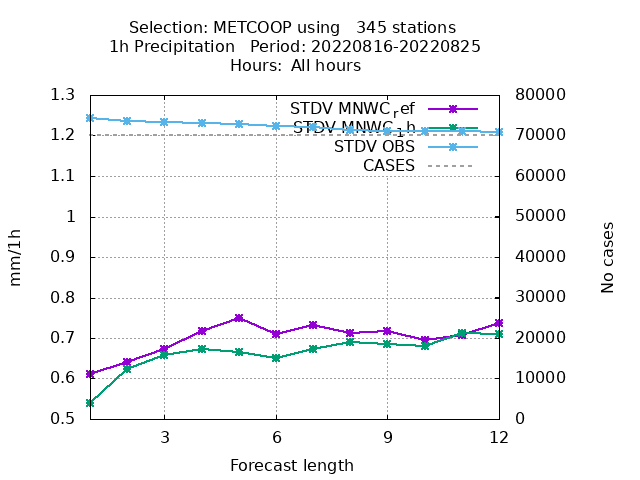 Selection: METCOOP using   345 stations
1h Precipitation   Period: 20220816-20220825
Hours:  All hours
1.3
1.2
1.1
1
0.9
0.8
0.7
0.6
0.5
80000
70000
60000
50000
40000
30000
20000
10000
0
STDV MNWC_ref
STDV MNWC_1h
STDV OBS
CASES
mm/1h
No cases
3
6
9
12
Forecast length